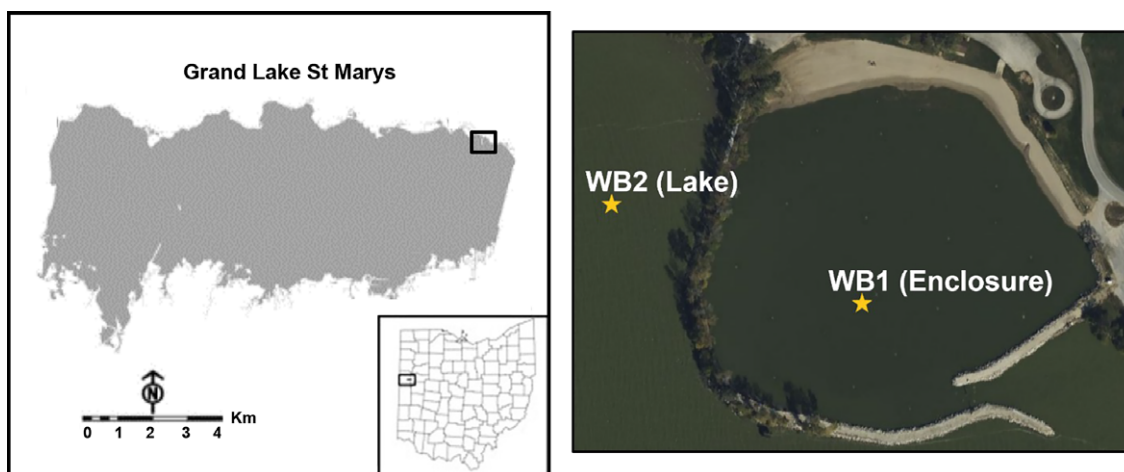 Grand Lake St Marys
N
Km
0 1 2 3 4
WB2 (Lake)
WB1 (Enclosure)